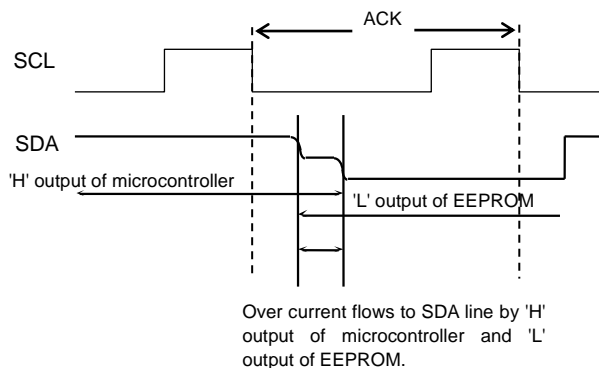 ACK
SCL
SDA
'H' output of microcontroller
'L' output of EEPROM
Over current flows to SDA line by 'H'
output of microcontroller and 'L'
output of EEPROM.